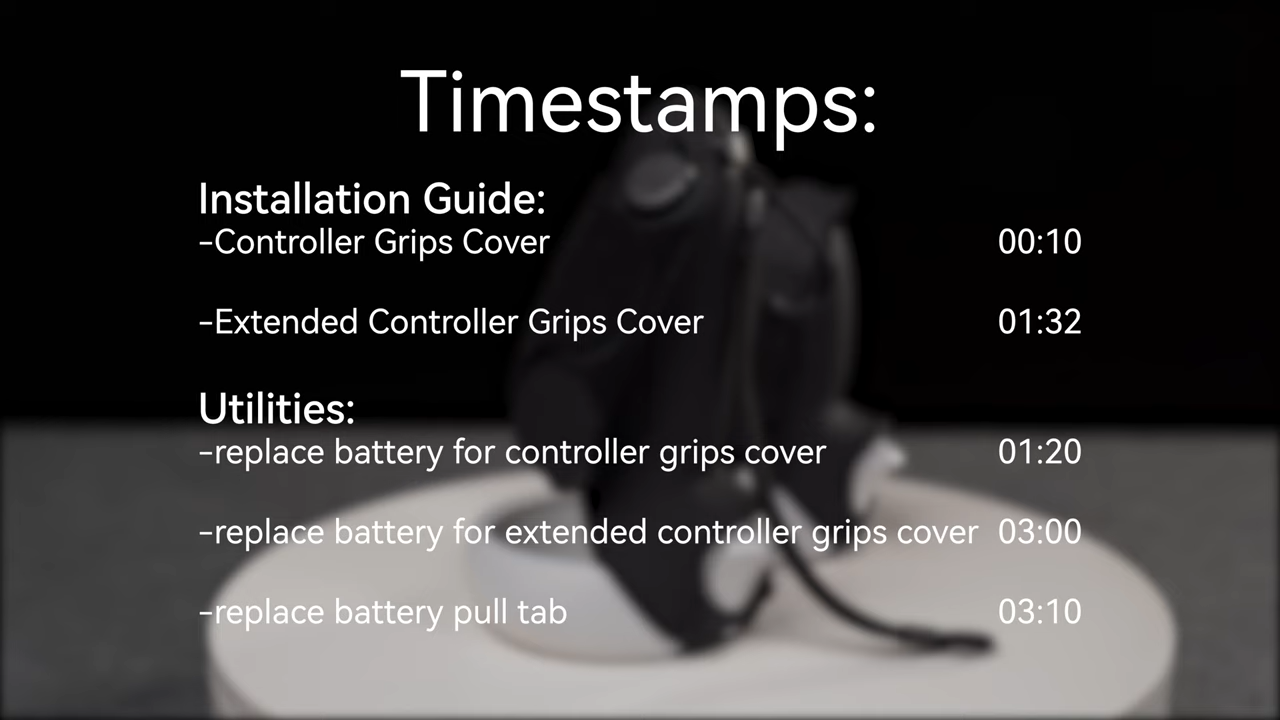 Timestamps:
Installation Guide:
-Controller Grips Cover 00:10
-Extended Controller Grips Cover 01:32
Utilities:
-replace battery for controller grips cover 01:20
-replace battery for extended controller grips cover 03:00
-replace battery pull tab 03:10